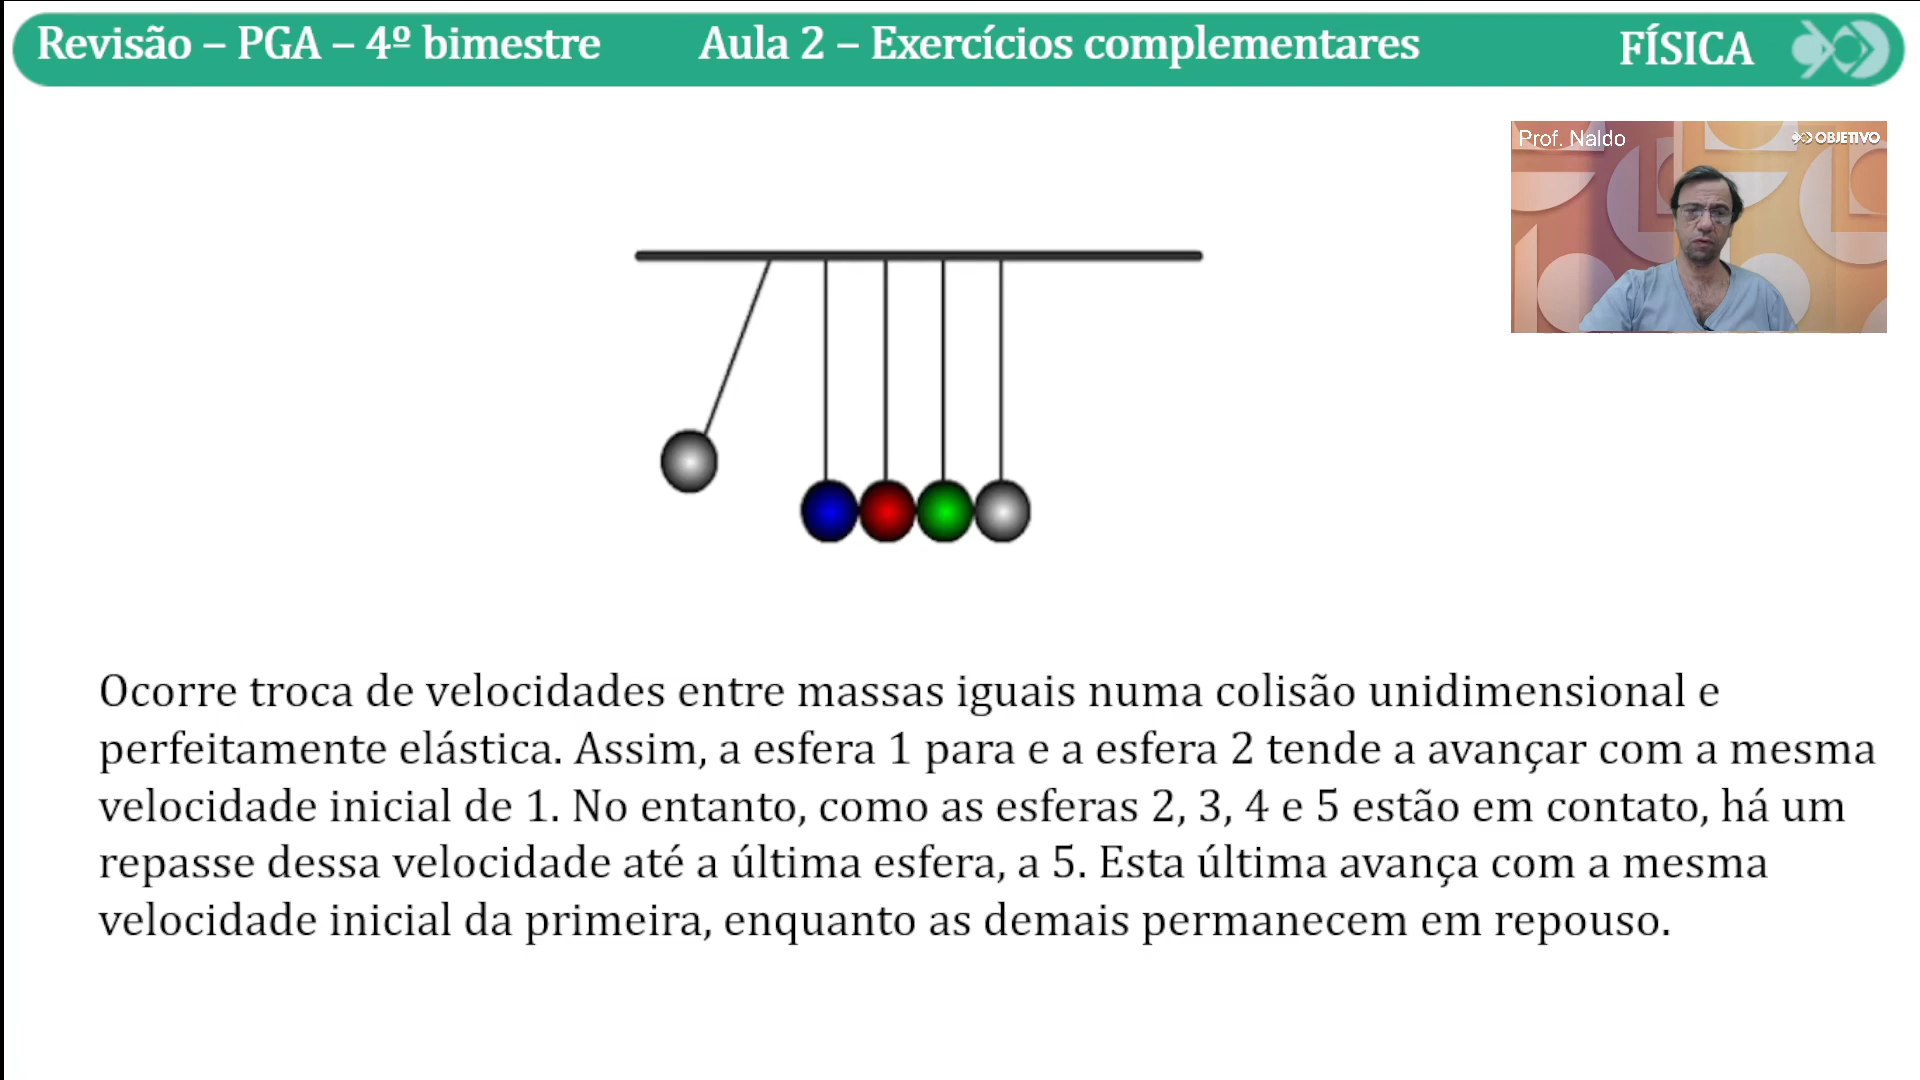 Revisão – PGA – 4º bimestre
Aula 2 – Exercícios complementares
FÍSICA
Prof. Naldo
OBJETIVO
Ocorre troca de velocidades entre massas iguais numa colisão unidimensional e
perfeitamente elástica. Assim, a esfera 1 para e a esfera 2 tende a avançar com a mesma
velocidade inicial de 1. No entanto, como as esferas 2, 3, 4 e 5 estão em contato, há um
repasse dessa velocidade até a última esfera, a 5. Esta última avança com a mesma
velocidade inicial da primeira, enquanto as demais permanecem em repouso.